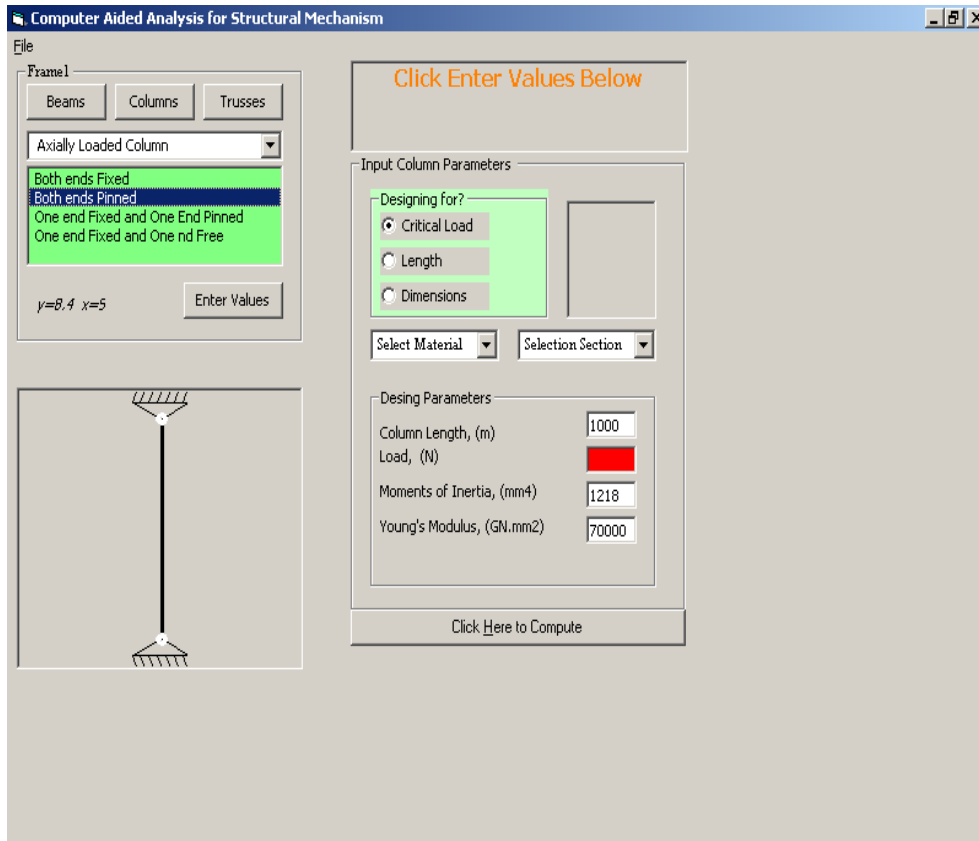 Computer Aided Analysis for Structural Mechanism
File
Frame1
Beams Columns Trusses
Axially Loaded Column
Both ends Fixed
Both ends Pinned
One end Fixed and One End Pinned
One end Fixed and One nd Free
y=8.4 x=5
Enter Values
Click Enter Values Below
Input Column Parameters
Designing for?
Critical Load
Length
Dimensions
Select Material Selection Section
Desing Parameters
Column Length, (m) 1000
Load, (N)
Moments of Inertia, (mm4) 1218
Young's Modulus, (GN.mm2) 70000
Click Here to Compute